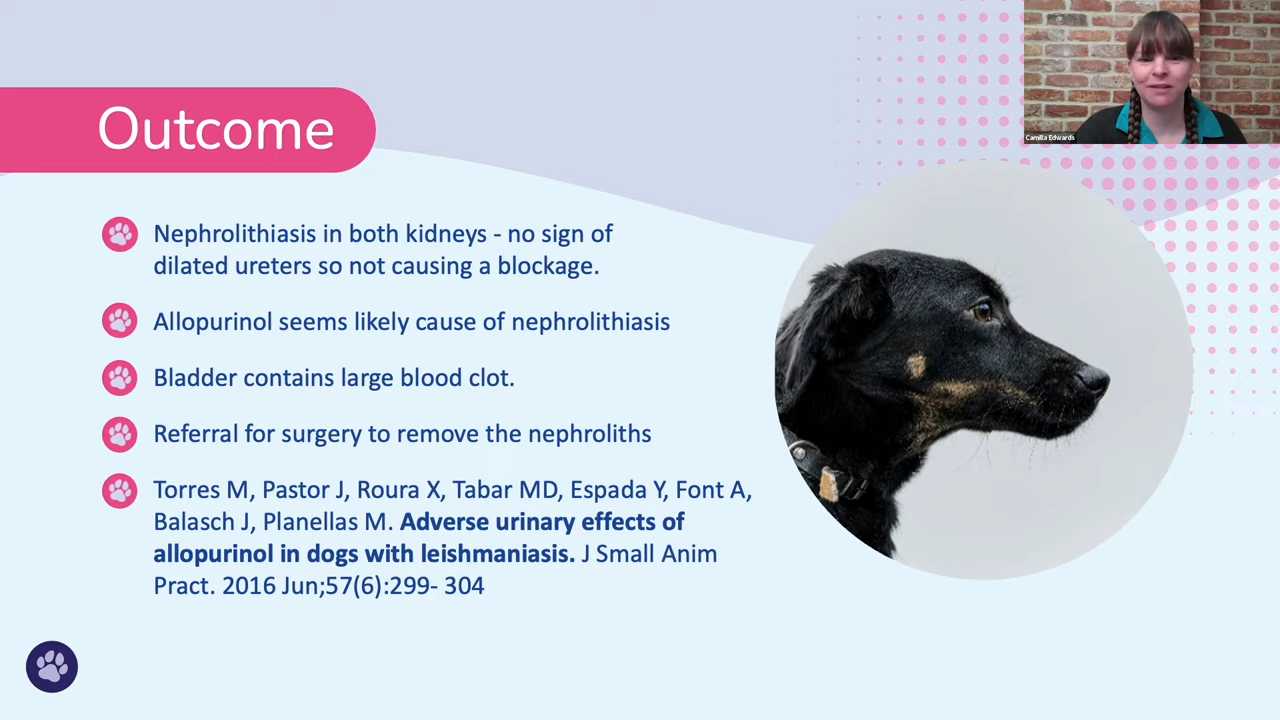 Outcome
Camilla Edwards
Nephrolithiasis in both kidneys - no sign of
dilated ureters so not causing a blockage.
Allopurinol seems likely cause of nephrolithiasis
Bladder contains large blood clot.
Referral for surgery to remove the nephroliths
Torres M, Pastor J, Roura X, Tabar MD, Espada Y, Font A,
Balasch J, Planellas M. Adverse urinary effects of
allopurinol in dogs with leishmaniasis. J Small Anim
Pract. 2016 Jun;57(6):299- 304